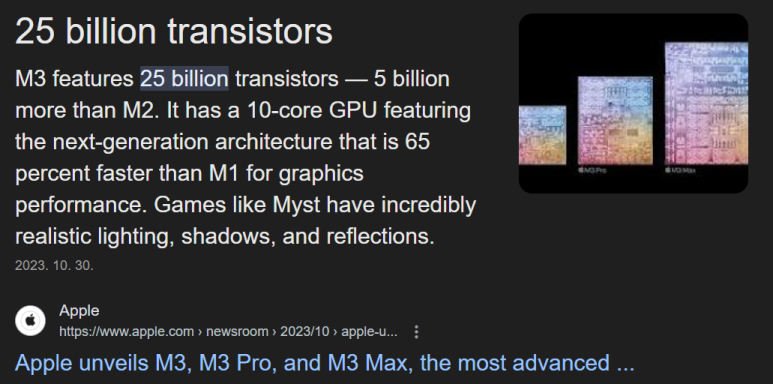 25 billion transistors
M3 features 25 billion transistors — 5 billion
more than M2. It has a 10-core GPU featuring
the next-generation architecture that is 65
percent faster than M1 for graphics
performance. Games like Myst have incredibly
realistic lighting, shadows, and reflections.
2023. 10. 30.
M3 Pro
M3 Max
Apple
https://www.apple.com › newsroom › 2023/10 › apple-u...
Apple unveils M3, M3 Pro, and M3 Max, the most advanced ...